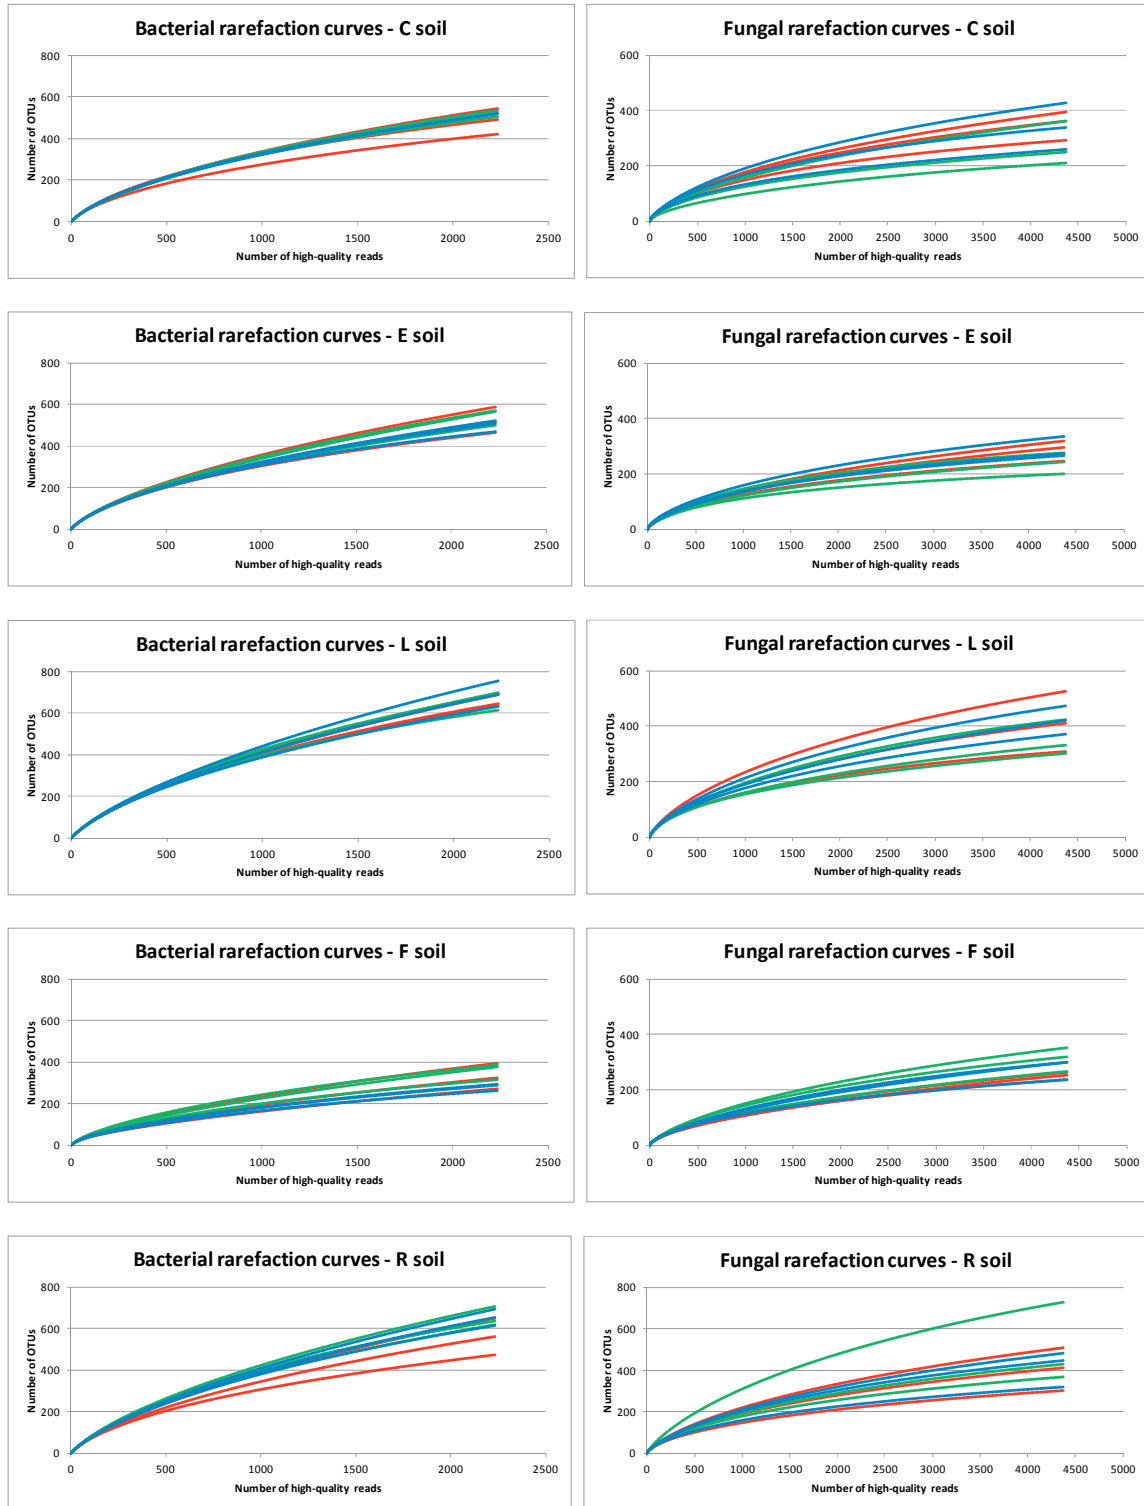 Bacterial rarefaction curves - C soil
Number of OTUs
800
600
400
200
0
0 500 1000 1500 2000 2500
Number of high-quality reads
Fungal rarefaction curves - C soil
Number of OTUs
600
400
200
0
0 500 1000 1500 2000 2500 3000 3500 4000 4500 5000
Number of high-quality reads
Bacterial rarefaction curves - E soil
Number of OTUs
800
600
400
200
0
0 500 1000 1500 2000 2500
Number of high-quality reads
Fungal rarefaction curves - E soil
Number of OTUs
600
400
200
0
0 500 1000 1500 2000 2500 3000 3500 4000 4500 5000
Number of high-quality reads
Bacterial rarefaction curves - L soil
Number of OTUs
800
600
400
200
0
0 500 1000 1500 2000 2500
Number of high-quality reads
Fungal rarefaction curves - L soil
Number of OTUs
600
400
200
0
0 500 1000 1500 2000 2500 3000 3500 4000 4500 5000
Number of high-quality reads
Bacterial rarefaction curves - F soil
Number of OTUs
800
600
400
200
0
0 500 1000 1500 2000 2500
Number of high-quality reads
Fungal rarefaction curves - F soil
Number of OTUs
600
400
200
0
0 500 1000 1500 2000 2500 3000 3500 4000 4500 5000
Number of high-quality reads
Bacterial rarefaction curves - R soil
Number of OTUs
800
600
400
200
0
0 500 1000 1500 2000 2500
Number of high-quality reads
Fungal rarefaction curves - R soil
Number of OTUs
800
600
400
200
0
0 500 1000 1500 2000 2500 3000 3500 4000 4500 5000
Number of high-quality reads